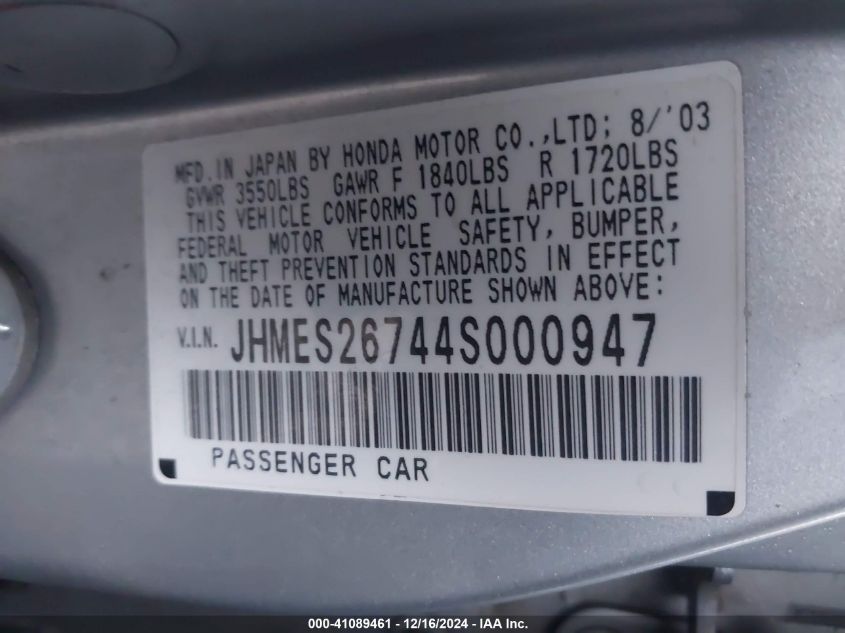 MFD.IN JAPAN BY HONDA MOTOR CO.,LTD; 8/'03
GVWR 3550LBS GAWR F 1840LBS R 1720LBS
THIS VEHICLE CONFORMS TO ALL APPLICABLE
FEDERAL MOTOR VEHICLE SAFETY, BUMPER,
AND THEFT PREVENTION STANDARDS IN EFFECT
ON THE DATE OF MANUFACTURE SHOWN ABOVE:
V.I.N. JHMES26744S000947
PASSENGER CAR
000-41089461 - 12/16/2024 - IAA Inc.